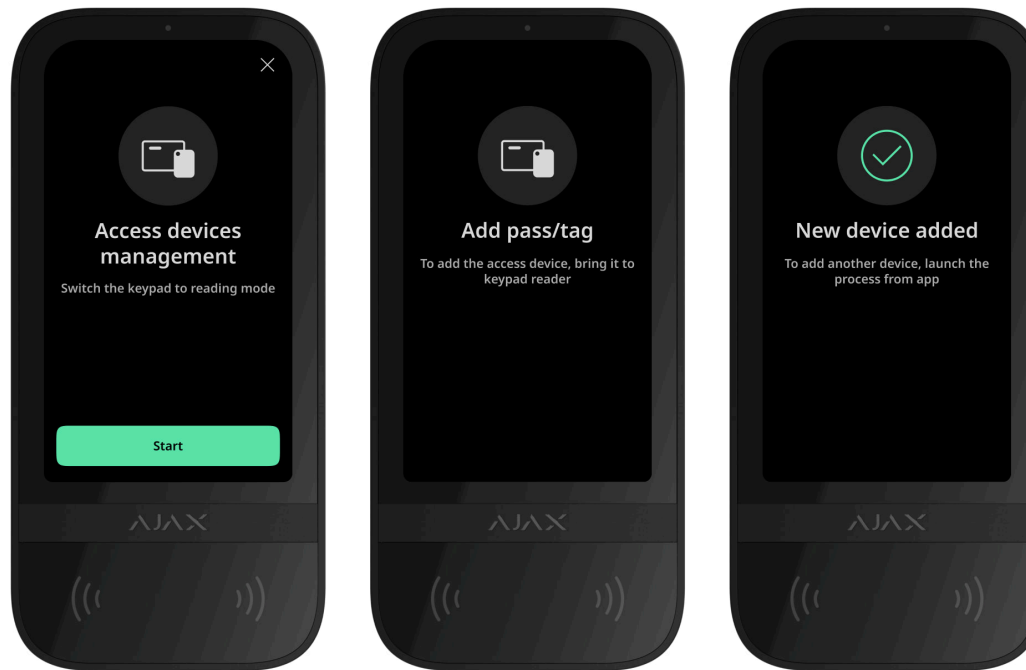 Access devices
management
Switch the keypad to reading mode
Start
AJAX
Add pass/tag
To add the access device, bring it to
keypad reader
AJAX
New device added
To add another device, launch the
process from app
AJAX